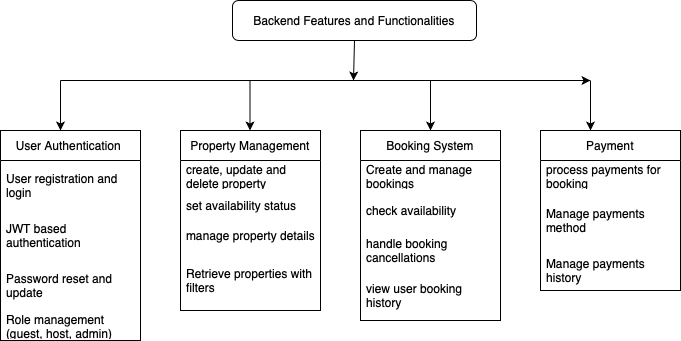 Backend Features and Functionalities
User Authentication
User registration and
login
JWT based
authentication
Password reset and
update
Role management
(guest, host, admin)
Property Management
create, update and
delete property
set availability status
manage property details
Retrieve properties with
filters
Booking System
Create and manage
bookings
check availability
handle booking
cancellations
view user booking
history
Payment
process payments for
booking
Manage payments
method
Manage payments
history